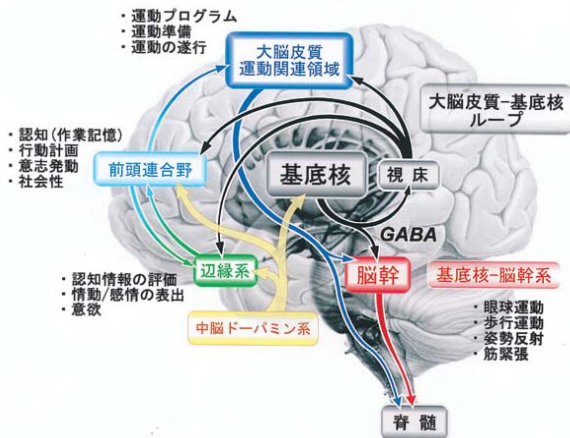 ・運動プログラム
・運動準備
・運動の遂行
大脳皮質
運動関連領域
大脳皮質-基底核
ループ
・認知(作業記憶)
・行動計画
・意志発動
・社会性
前頭連合野
基底核
視床
GABA
辺縁系
脳幹
基底核-脳幹系
・認知情報の評価
・情動/感情の表出
・意欲
中脳ドーパミン系
・眼球運動
・歩行運動
・姿勢反射
・筋緊張
脊髄